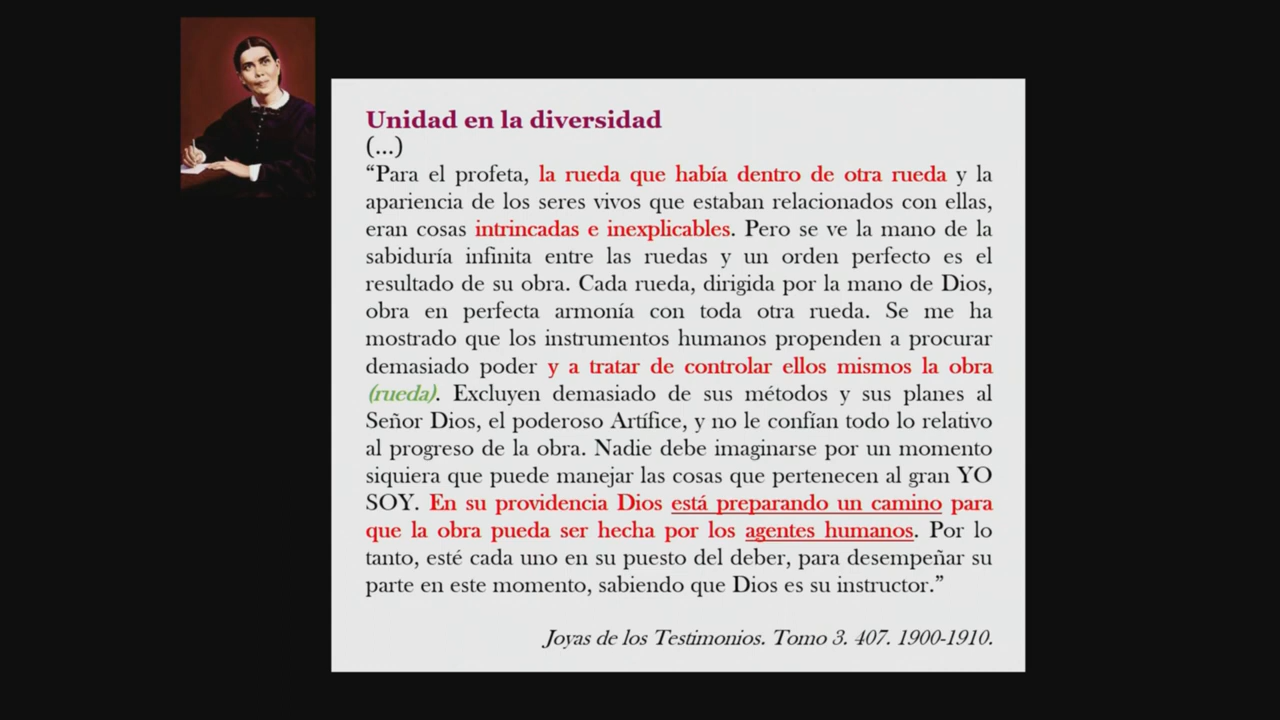 Unidad en la diversidad
(...)
“Para el profeta, la rueda que había dentro de otra rueda y la
apariencia de los seres vivos que estaban relacionados con ellas,
eran cosas intrincadas e inexplicables. Pero se ve la mano de la
sabiduría infinita entre las ruedas y un orden perfecto es el
resultado de su obra. Cada rueda, dirigida por la mano de Dios,
obra en perfecta armonía con toda otra rueda. Se me ha
mostrado que los instrumentos humanos propenden a procurar
demasiado poder y a tratar de controlar ellos mismos la obra
(rueda). Excluyen demasiado de sus métodos y sus planes al
Señor Dios, el poderoso Artífice, y no le confían todo lo relativo
al progreso de la obra. Nadie debe imaginarse por un momento
siquiera que puede manejar las cosas que pertenecen al gran YO
SOY. En su providencia Dios está preparando un camino para
que la obra pueda ser hecha por los agentes humanos. Por lo
tanto, esté cada uno en su puesto del deber, para desempeñar su
parte en este momento, sabiendo que Dios es su instructor.”
Joyas de los Testimonios. Tomo 3. 407. 1900-1910.